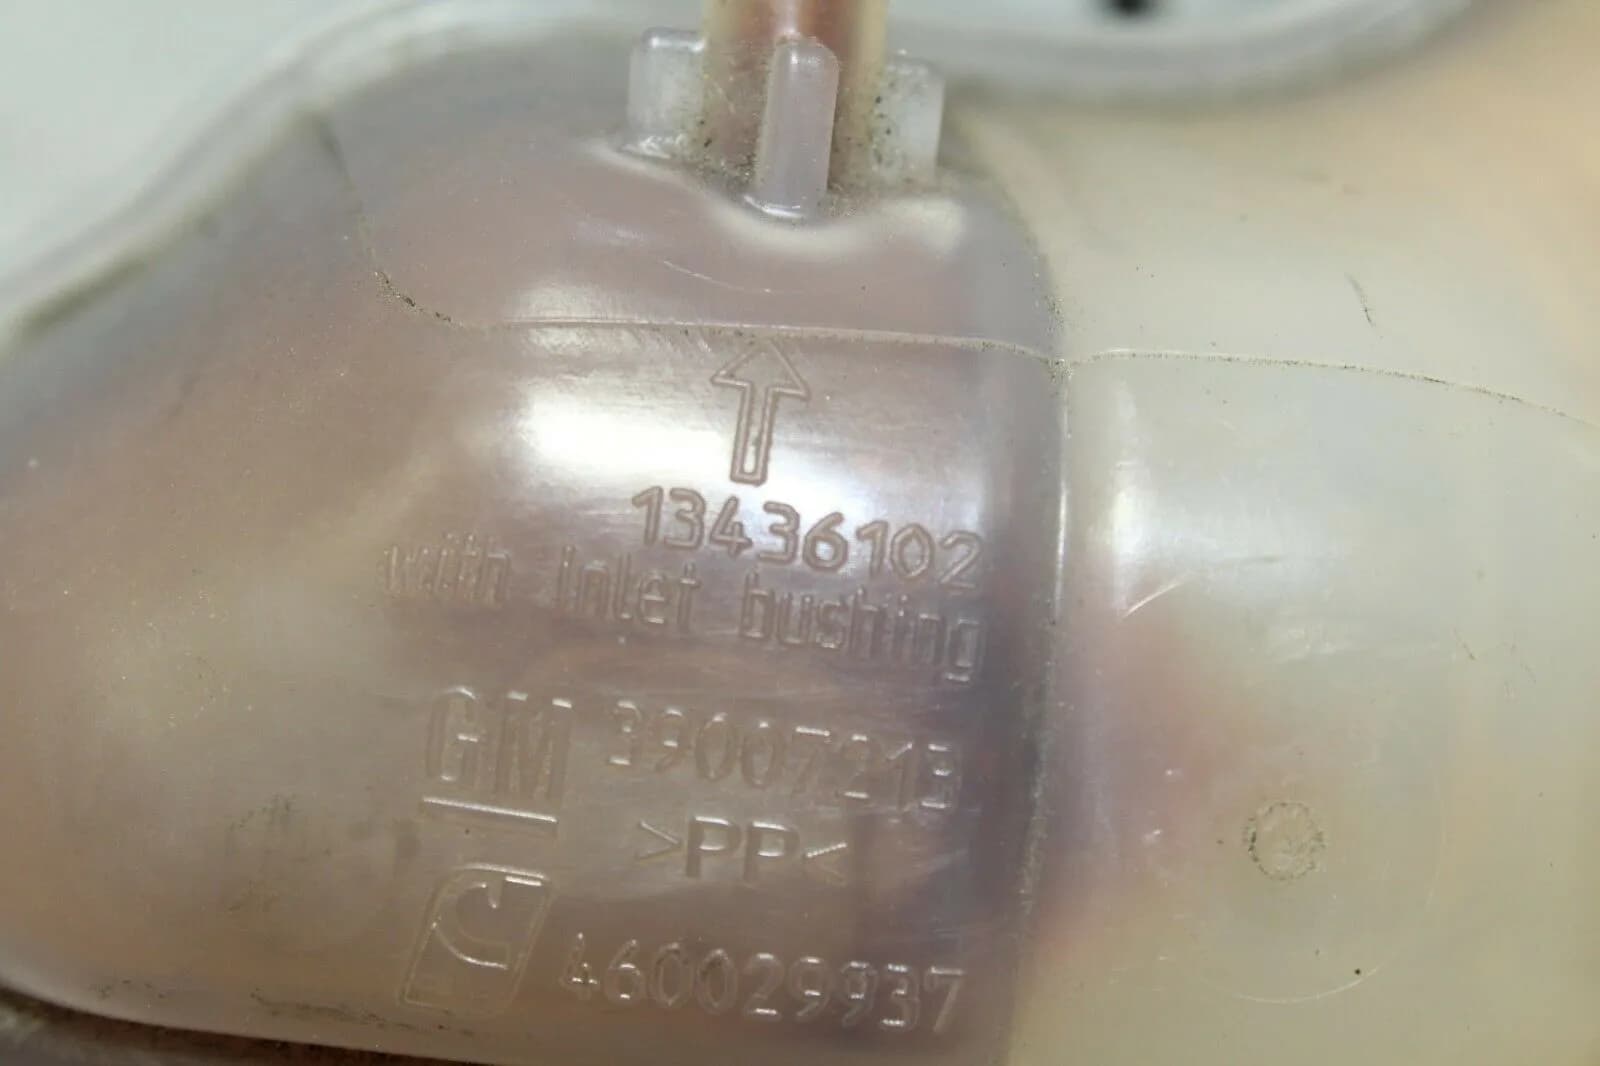 13436102
with inlet bushing
GM 39007213
>PP<
460029937